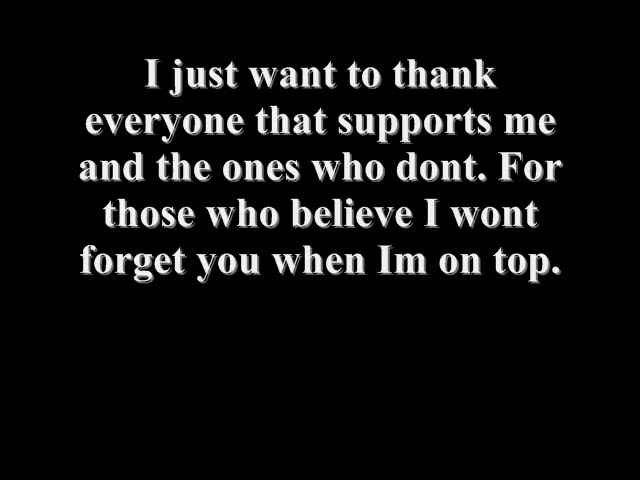 I just want to thank
everyone that supports me
and the ones who dont. For
those who believe I wont
forget you when Im on top.